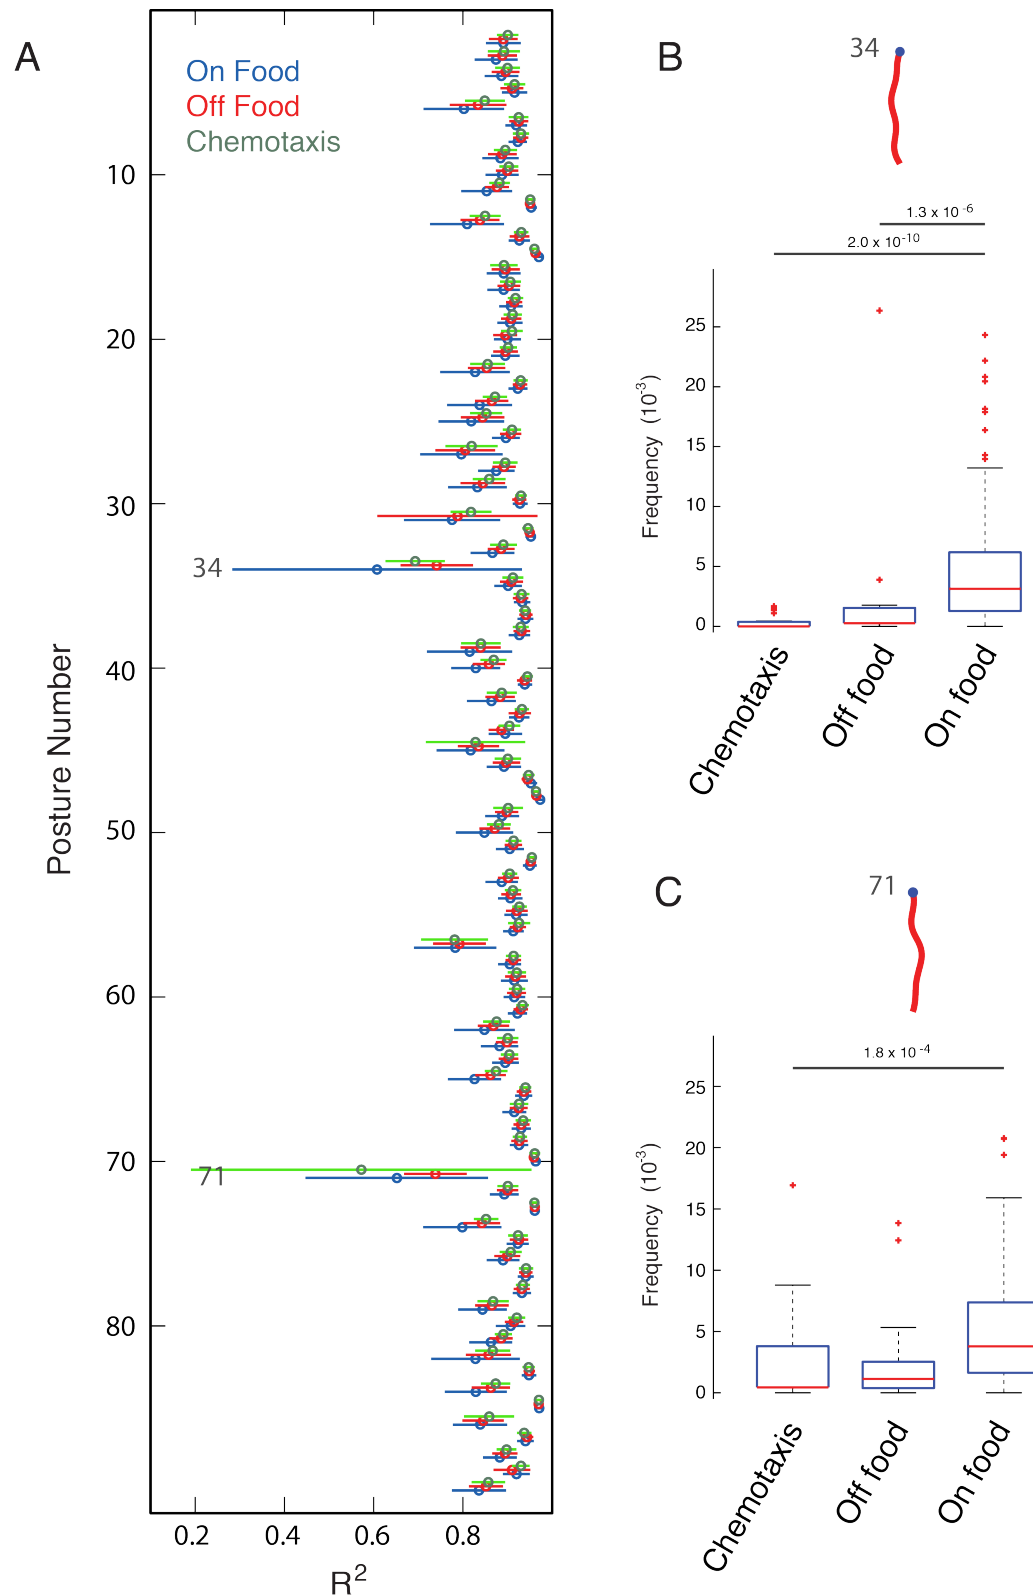 A
On Food
Off Food
Chemotaxis
10
20
30
34
40
50
60
70
71
80
Posture Number
0.2
0.4
0.6
0.8
R²
B
34
1.3 x 10 -6
2.0 x 10-10
25
20
15
10
5
0
Frequency (10-3)
Chemotaxis
Off food
On food
C
71
1.8 x 10 -4
25
20
15
10
5
0
Frequency (10-3)
Chemotaxis
Off food
On food